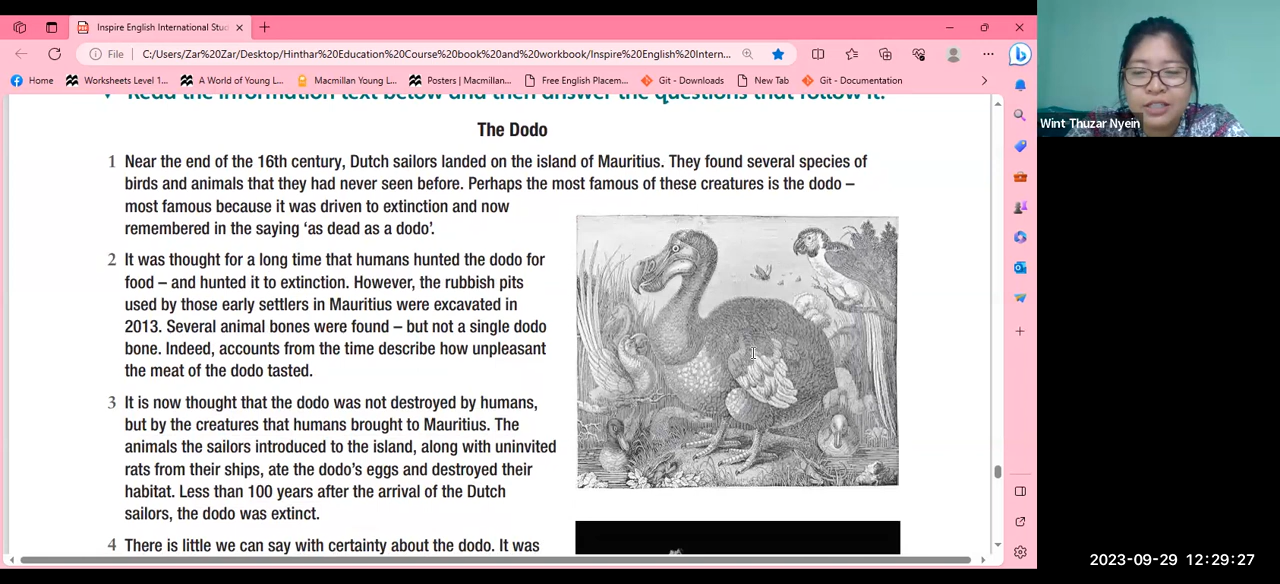 Inspire English International Stud
File
C:/Users/Zar%20Zar/Desktop/Hinthar%20Education%20Course%20book%20and%20workbook/Inspire%20English%20Intern...
Home
Worksheets Level 1...
A World of Young L...
Macmillan Young L...
Posters | Macmillan...
Free English Placem...
Git - Downloads
New Tab
Git - Documentation
Read the information text below and then answer the questions that follow it.
The Dodo
1 Near the end of the 16th century, Dutch sailors landed on the island of Mauritius. They found several species of
birds and animals that they had never seen before. Perhaps the most famous of these creatures is the dodo –
most famous because it was driven to extinction and now
remembered in the saying ‘as dead as a dodo’.
2 It was thought for a long time that humans hunted the dodo for
food – and hunted it to extinction. However, the rubbish pits
used by those early settlers in Mauritius were excavated in
2013. Several animal bones were found – but not a single dodo
bone. Indeed, accounts from the time describe how unpleasant
the meat of the dodo tasted.
3 It is now thought that the dodo was not destroyed by humans,
but by the creatures that humans brought to Mauritius. The
animals the sailors introduced to the island, along with uninvited
rats from their ships, ate the dodo’s eggs and destroyed their
habitat. Less than 100 years after the arrival of the Dutch
sailors, the dodo was extinct.
4 There is little we can say with certainty about the dodo. It was
Wint Thuzar Nyein
2023-09-29 12:29:27